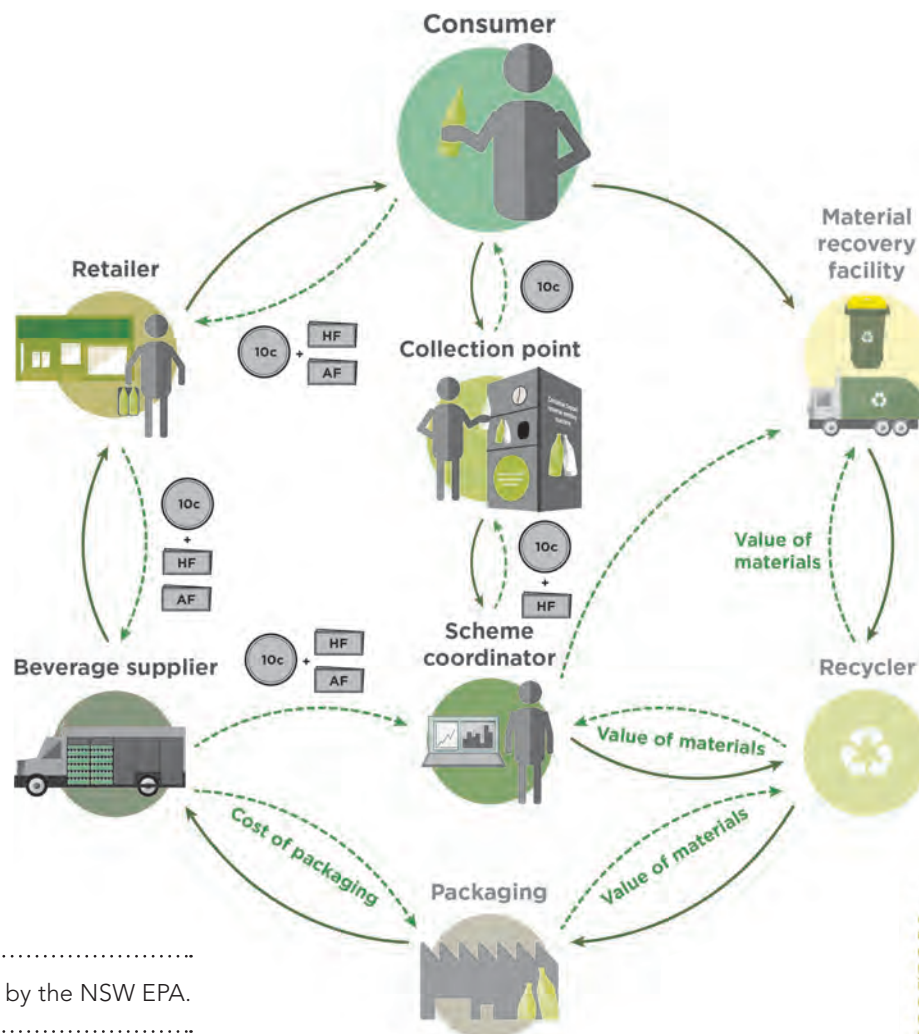 Consumer
Material
recovery
facility
Retailer
10c
10c + HF
AF
Collection point
10c
+
HF
AF
10c
+
HF
Value of
materials
Beverage supplier
10c + HF
AF
Scheme
coordinator
Recycler
Value of materials
Cost of packaging
Value of materials
Packaging
by the NSW EPA.